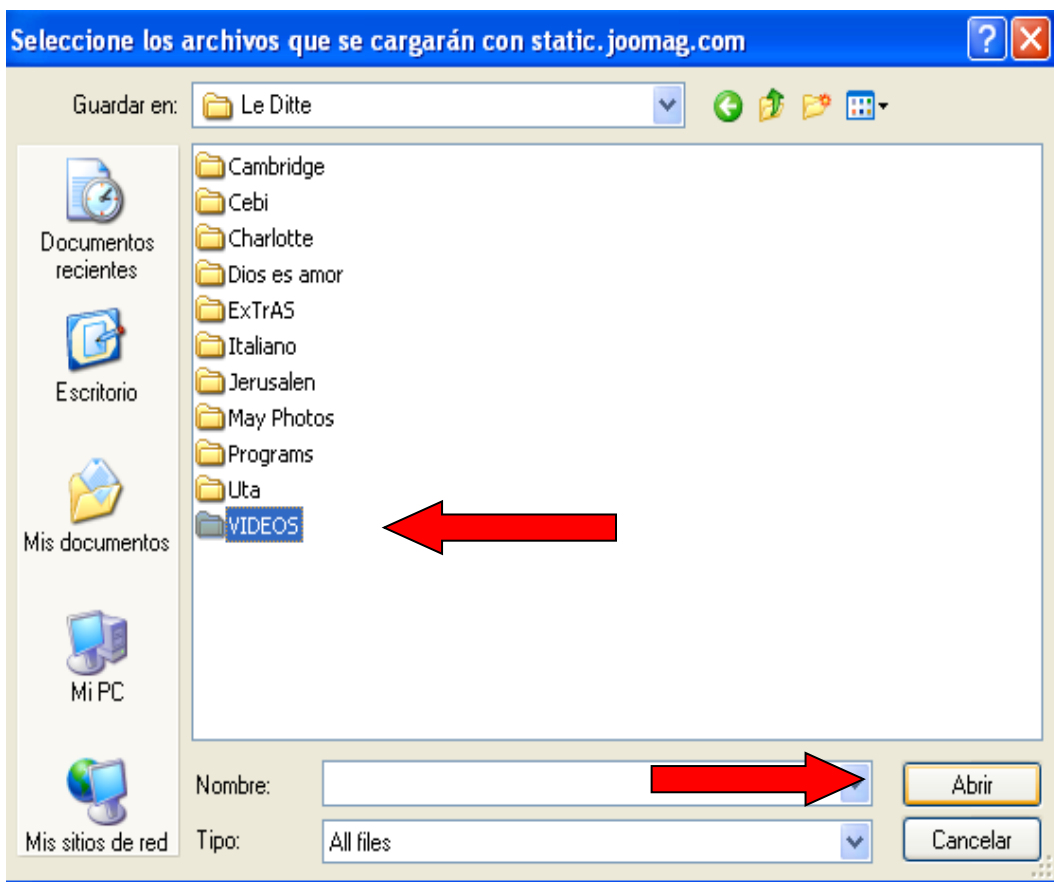 Seleccione los archivos que se cargarán con static.joomag.com
Guardar en: Le Ditte
Documentos
recientes
Escritorio
Mis documentos
Mi PC
Mis sitios de red
Cambridge
Cebi
Charlotte
Dios es amor
ExTrAS
Italiano
Jerusalen
May Photos
Programs
Uta
VIDEOS
Nombre: Abrir
Tipo: All files Cancelar